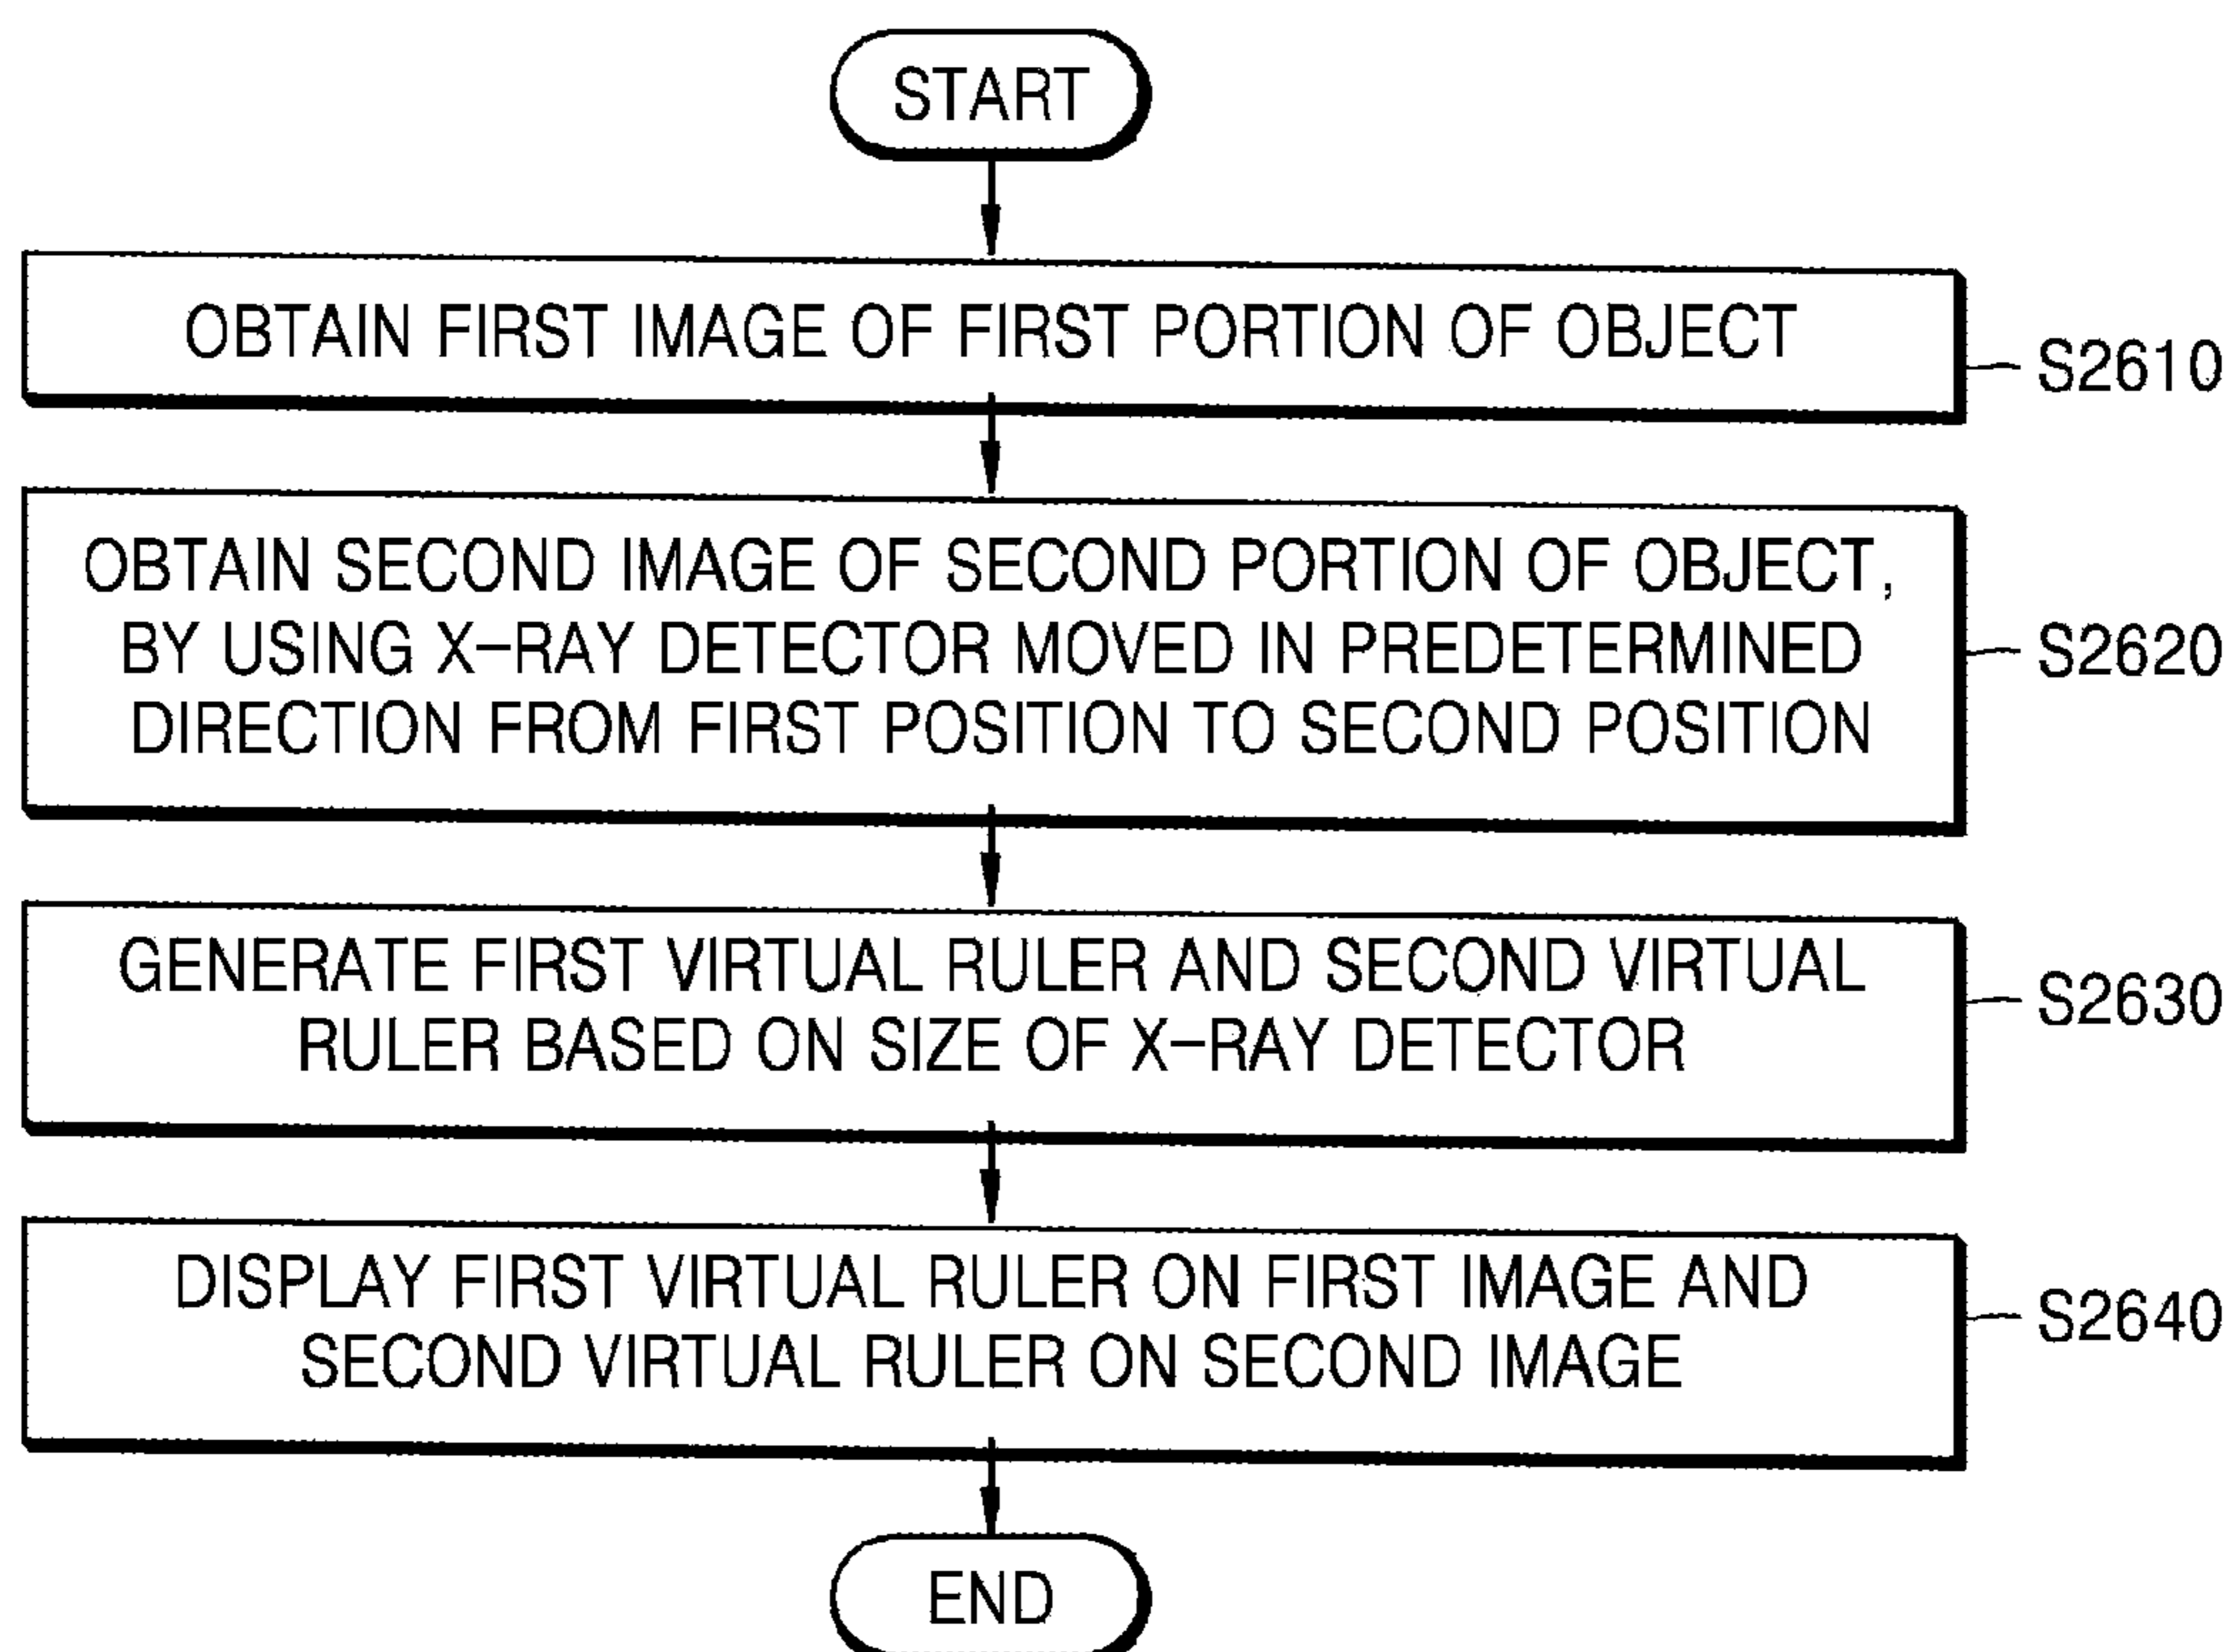 START
OBTAIN FIRST IMAGE OF FIRST PORTION OF OBJECT
S2610
OBTAIN SECOND IMAGE OF SECOND PORTION OF OBJECT,
BY USING X-RAY DETECTOR MOVED IN PREDETERMINED
DIRECTION FROM FIRST POSITION TO SECOND POSITION
S2620
GENERATE FIRST VIRTUAL RULER AND SECOND VIRTUAL
RULER BASED ON SIZE OF X-RAY DETECTOR
S2630
DISPLAY FIRST VIRTUAL RULER ON FIRST IMAGE AND
SECOND VIRTUAL RULER ON SECOND IMAGE
S2640
END